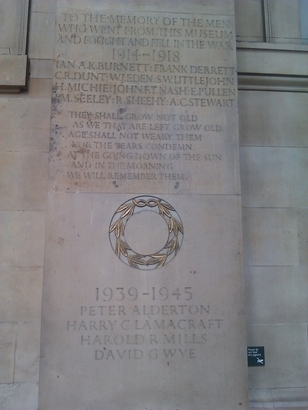 TO THE MEMORY OF THE MEN
WHO WENT FROM THIS MUSEUM
AND FOUGHT AND FELL IN THE WAR
1914-1918
IAN A.K. BURNETT: FRANK DERRETT
C.R. DUNT: W.J. EDEN: S.W. LITTLEJOHN
H. MICHIE: JOHN F.T. NASH: E. PULLEN
F.M. SEELEY: R. SHEEHY: A.C. STEWART
THEY SHALL GROW NOT OLD
AS WE THAT ARE LEFT GROW OLD
AGE SHALL NOT WEARY THEM
NOR THE YEARS CONDEMN
AT THE GOING DOWN OF THE SUN
AND IN THE MORNING
WE WILL REMEMBER THEM
1939-1945
PETER ALDERTON
HARRY C LAMACRAFT
HAROLD R MILLS
DAVID G WYE